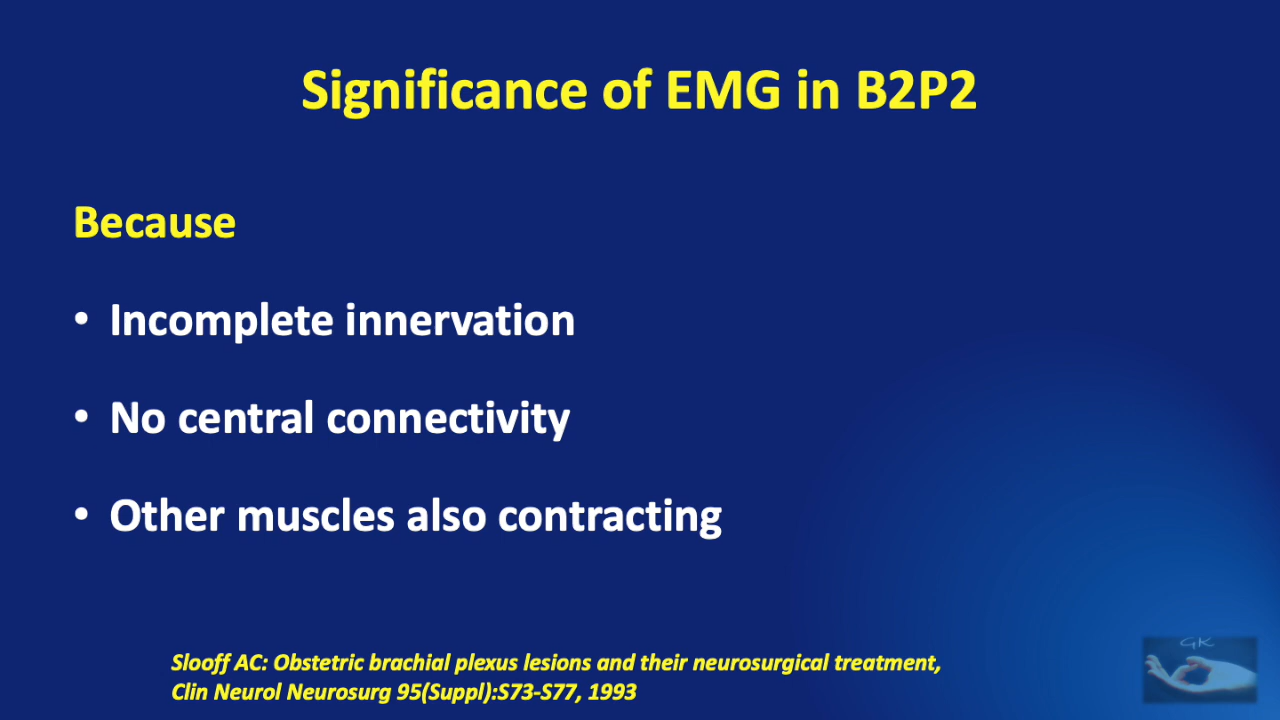 Significance of EMG in B2P2
Because
• Incomplete innervation
• No central connectivity
• Other muscles also contracting
Slooff AC: Obstetric brachial plexus lesions and their neurosurgical treatment,
Clin Neurol Neurosurg 95(Suppl):S73-S77, 1993
GK